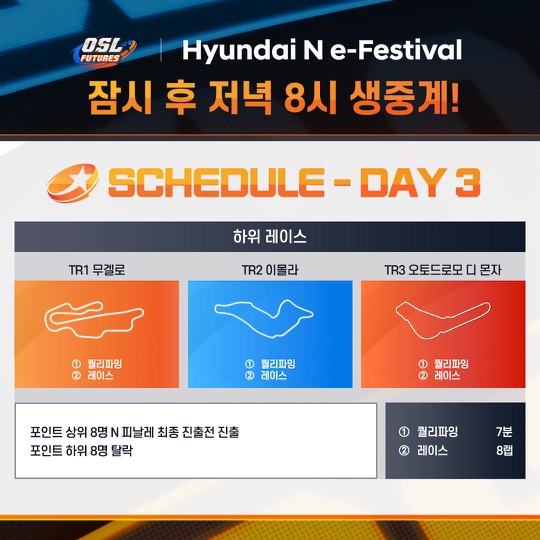 OSL FUTURES
Hyundai N e-Festival
잠시 후 저녁 8시 생중계!
SCHEDULE - DAY 3
하위 레이스
TR1 무겔로
① 퀄리파잉
② 레이스
TR2 이몰라
① 퀄리파잉
② 레이스
TR3 오토드로모 디 몬자
① 퀄리파잉
② 레이스
포인트 상위 8명 N 피날레 최종 진출전 진출
포인트 하위 8명 탈락
① 퀄리파잉 7분
② 레이스 8랩